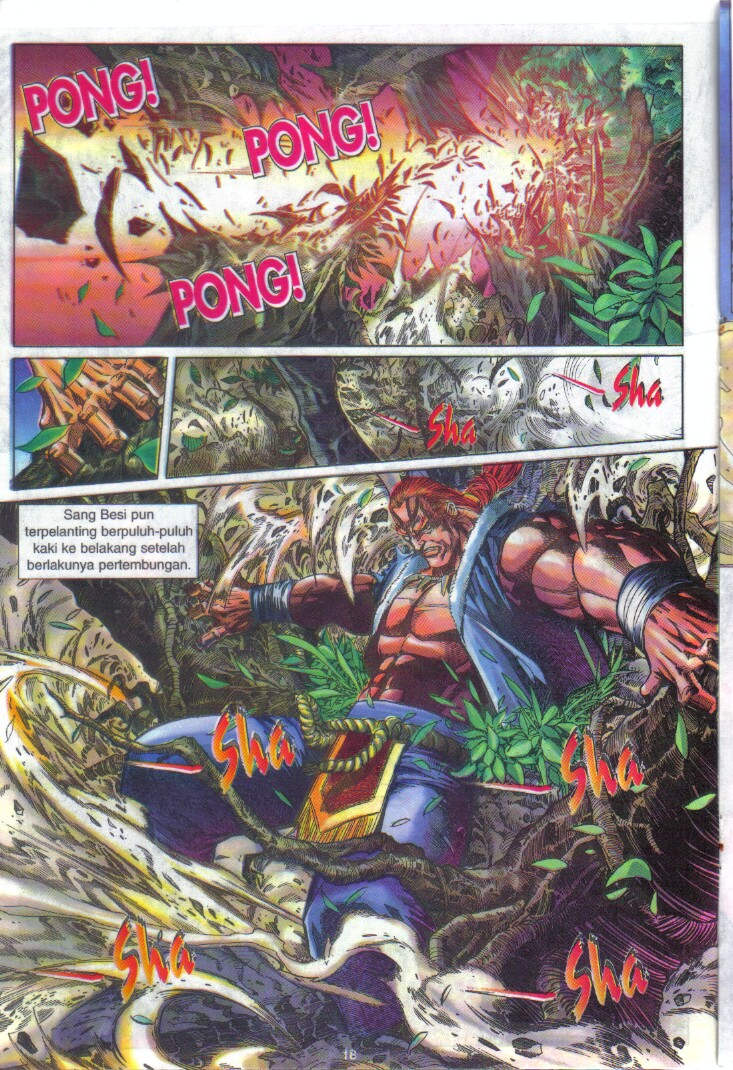 PONG!
PONG!
PONG!
Sha
Sha
Sang Besi pun
terpelanting berpuluh-puluh
kaki ke belakang setelah
berlakunya pertembungan.
Sha
Sha
Sha
Sha
18